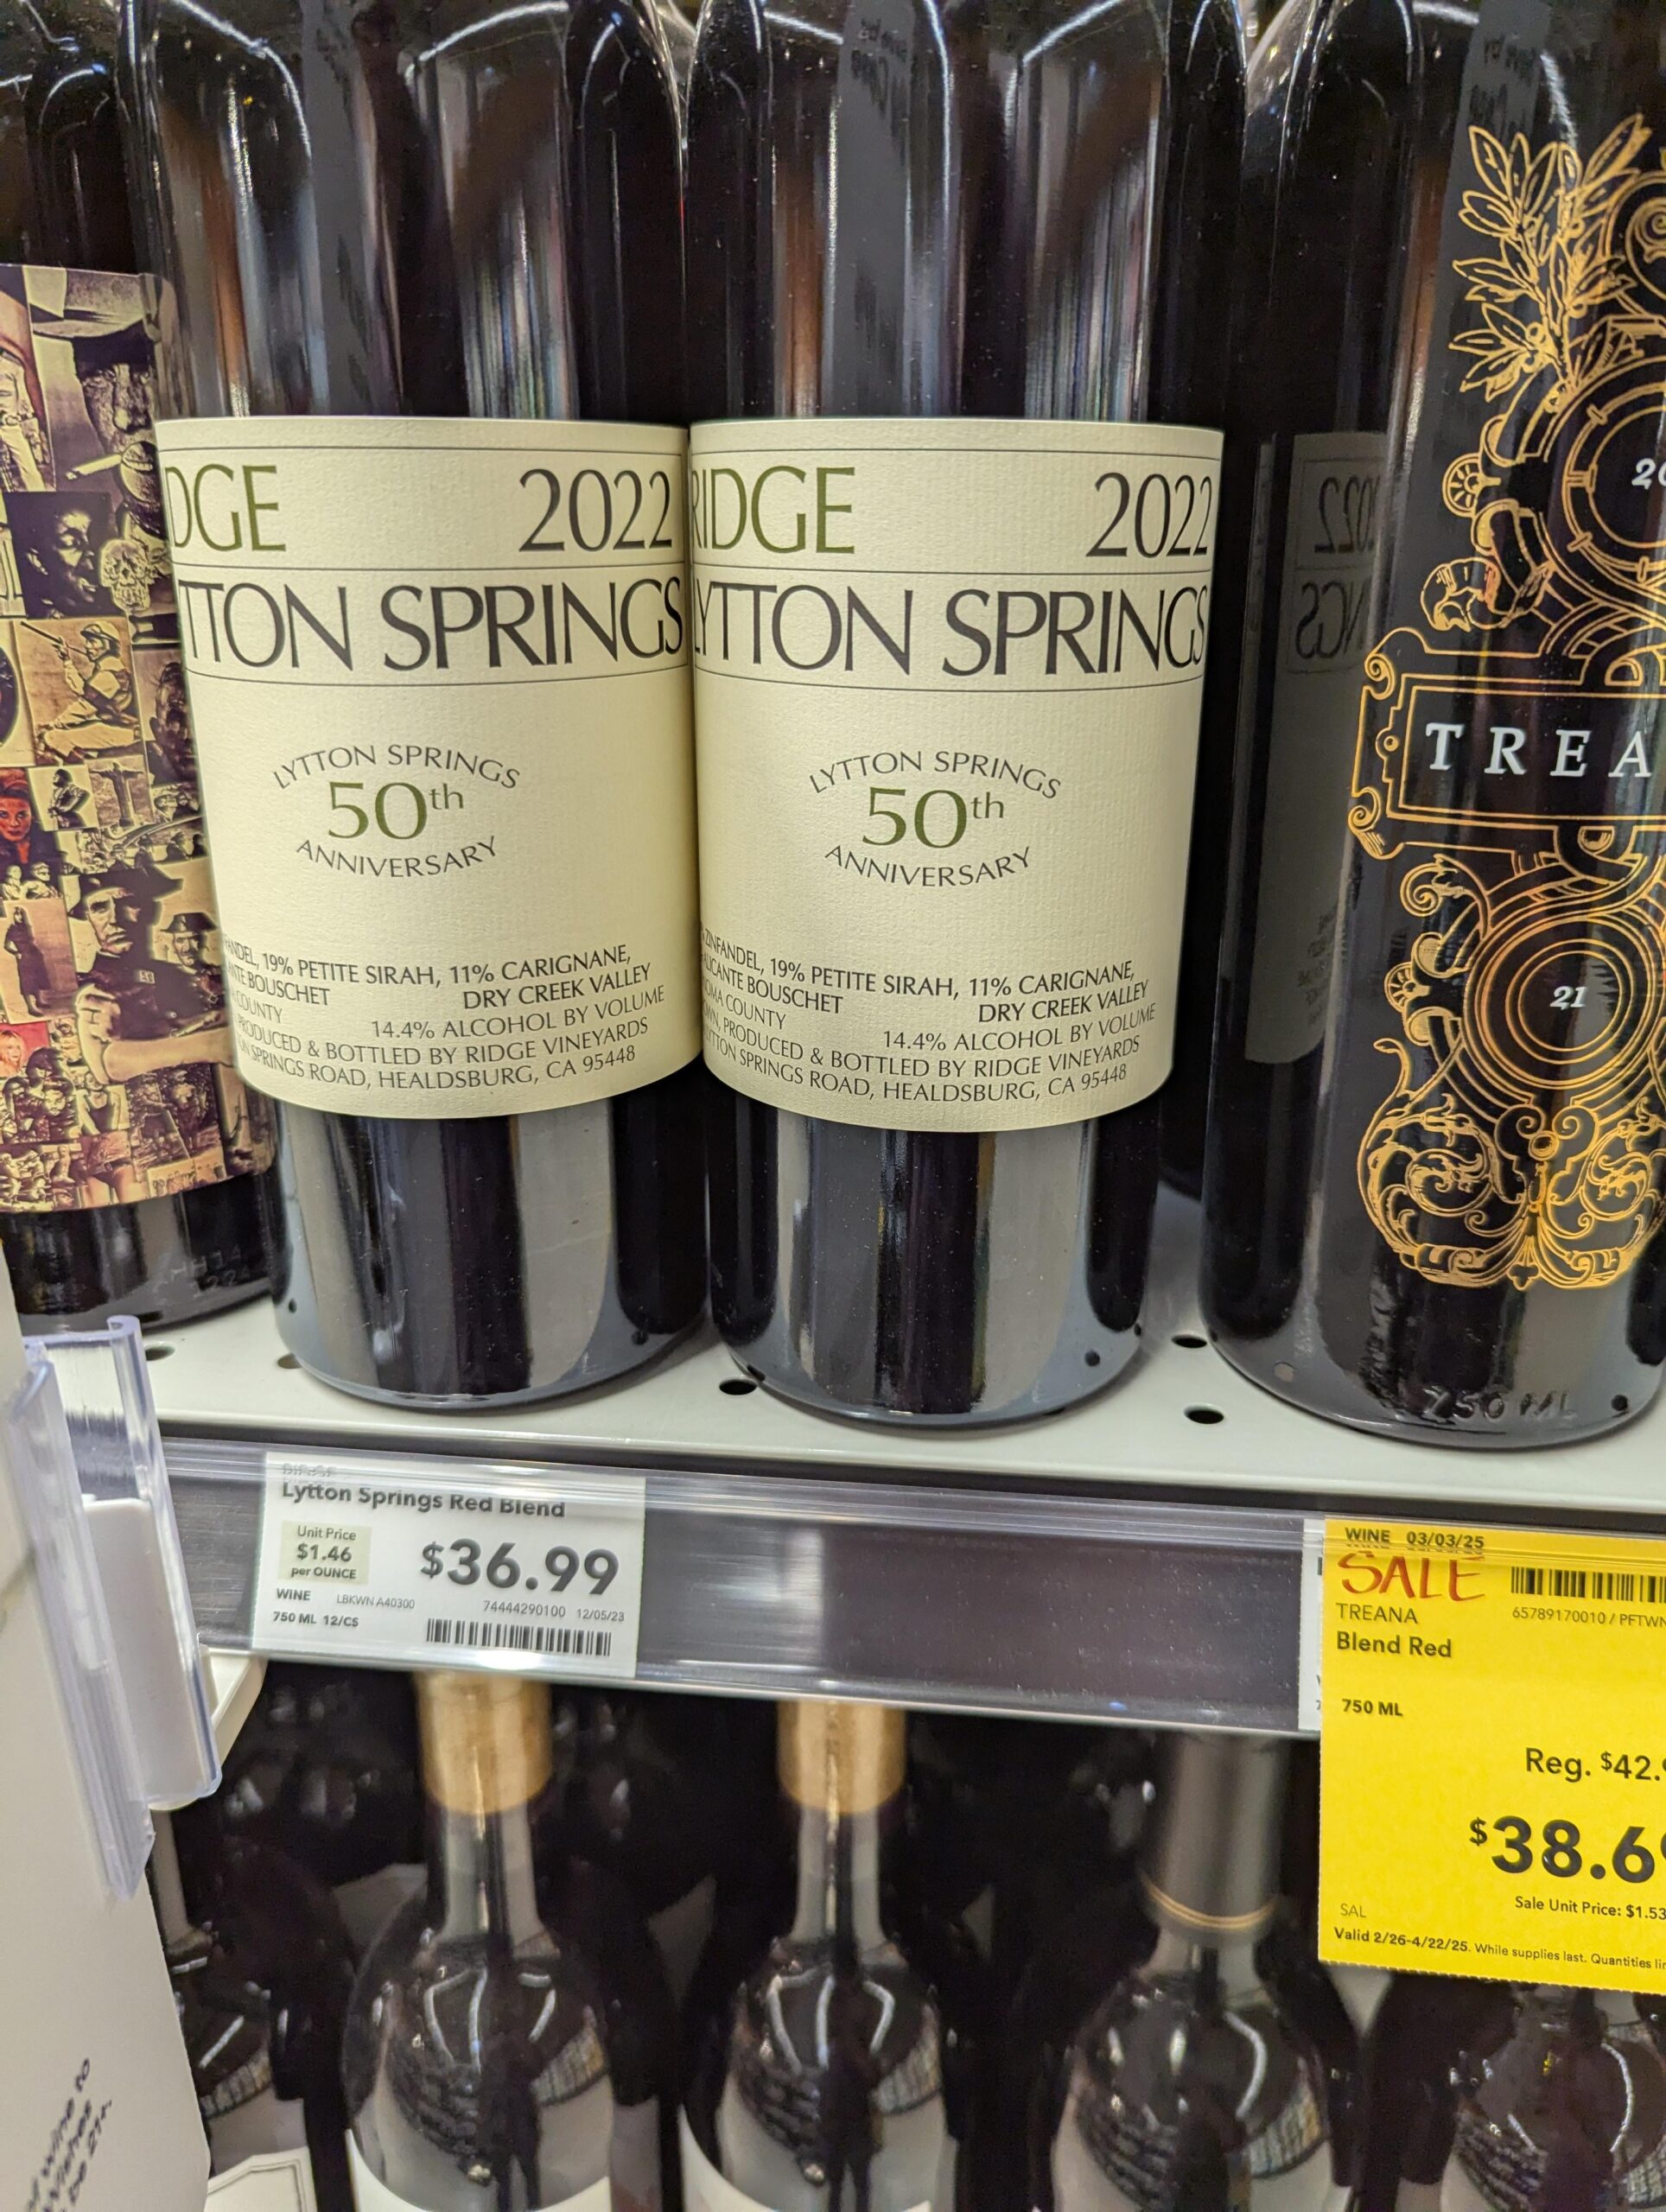 DGE 2022
TTON SPRINGS
LYTTON SPRINGS
50th
ANNIVERSARY
19% PETITE SIRAH, 11% CARIGNANE,
BOUSCHET DRY CREEK VALLEY
COUNTY 14.4% ALCOHOL BY VOLUME
PRODUCED & BOTTLED BY RIDGE VINEYARDS
SPRINGS ROAD, HEALDSBURG, CA 95448
RIDGE 2022
LYTTON SPRINGS
LYTTON SPRINGS
50th
ANNIVERSARY
ZINFANDEL, 19% PETITE SIRAH, 11% CARIGNANE,
ALICANTE BOUSCHET DRY CREEK VALLEY
COUNTY 14.4% ALCOHOL BY VOLUME
PRODUCED & BOTTLED BY RIDGE VINEYARDS
SPRINGS ROAD, HEALDSBURG, CA 95448
20
TREA
21
750 ML
Lytton Springs Red Blend
Unit Price
$1.46
per OUNCE
$36.99
WINE LBKWN A40300 74444290100 12/05/23
750 ML 12/CS
WINE 03/03/25
SALE
TREANA 65789170010 / PFTWN
Blend Red
750 ML
Reg. $42.
$38.6
Sale Unit Price: $1.53
SAL
Valid 2/26-4/22/25. While supplies last. Quantities